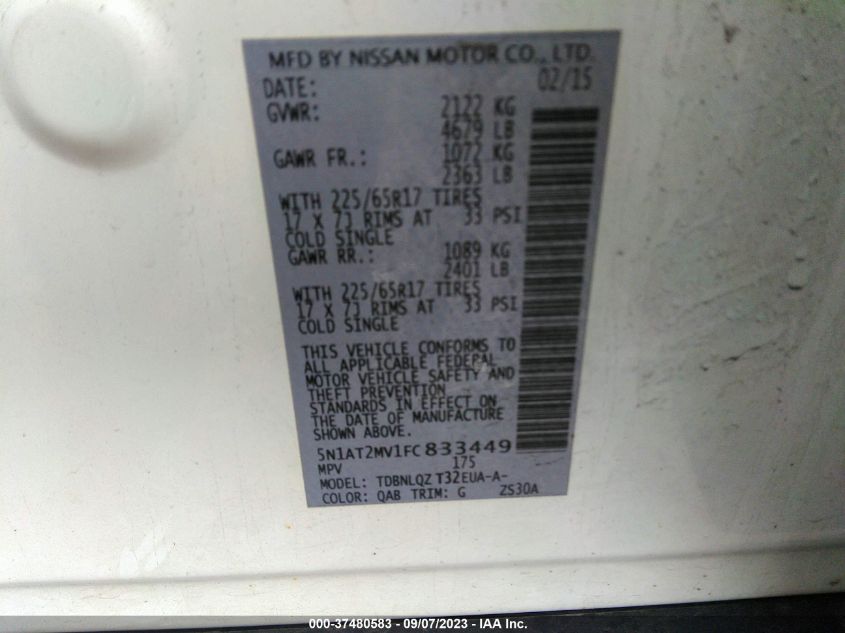 MFD BY NISSAN MOTOR CO., LTD.
DATE: 02/15
GVWR: 2122 KG
4679 LB
GAWR FR.: 1072 KG
2363 LB
WITH 225/65R17 TIRES
17 X 7J RIMS AT 33 PSI
COLD SINGLE
GAWR RR.: 1089 KG
2401 LB
WITH 225/65R17 TIRES
17 X 7J RIMS AT 33 PSI
COLD SINGLE
THIS VEHICLE CONFORMS TO
ALL APPLICABLE FEDERAL
MOTOR VEHICLE SAFETY AND
THEFT PREVENTION
STANDARDS IN EFFECT ON
THE DATE OF MANUFACTURE
SHOWN ABOVE.
5N1AT2MV1FC833449
MPV 175
MODEL: TDBNLQZ T32EUA-A-
COLOR: QAB TRIM: G ZS30A
000-37480583 - 09/07/2023 - IAA Inc.